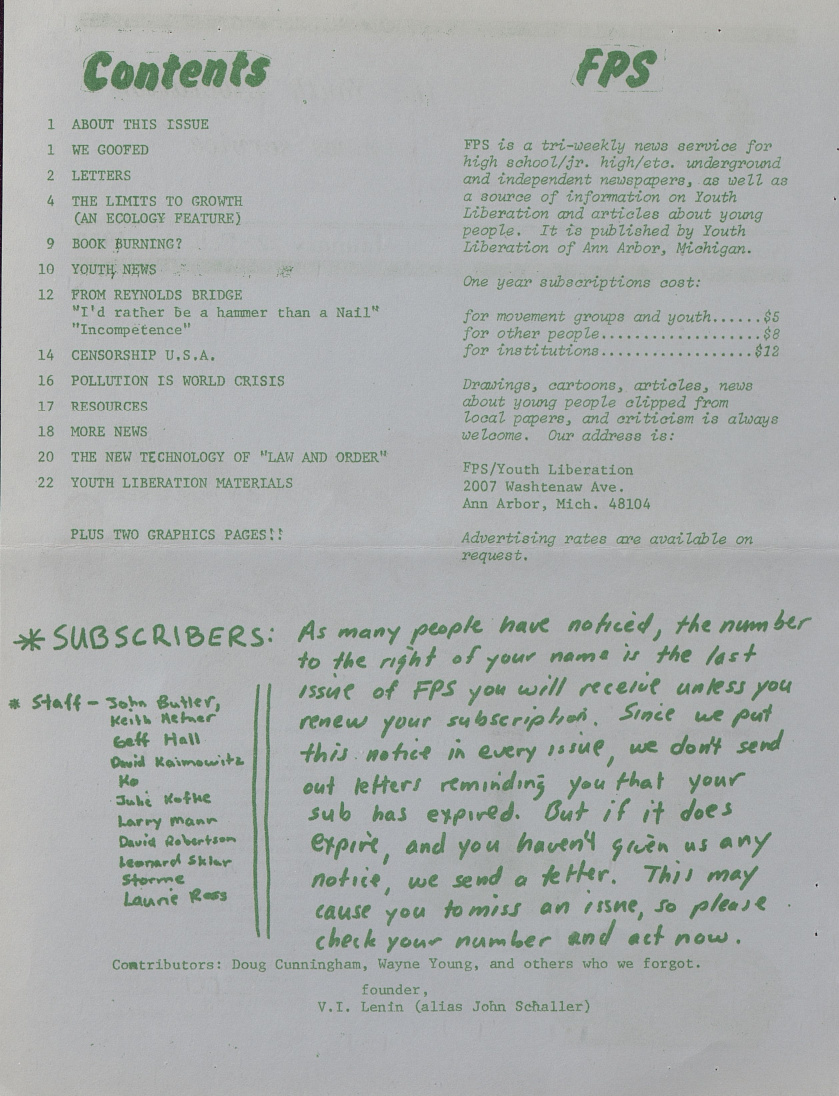 Contents
1 ABOUT THIS ISSUE
1 WE GOOFED
2 LETTERS
4 THE LIMITS TO GROWTH
(AN ECOLOGY FEATURE)
9 BOOK BURNING?
10 YOUTH NEWS
12 FROM REYNOLDS BRIDGE
"I'd rather be a hammer than a Nail"
"Incompetence"
14 CENSORSHIP U.S.A.
16 POLLUTION IS WORLD CRISIS
17 RESOURCES
18 MORE NEWS
20 THE NEW TECHNOLOGY OF "LAW AND ORDER"
22 YOUTH LIBERATION MATERIALS
PLUS TWO GRAPHICS PAGES!!
FPS
FPS is a tri-weekly news service for
high school/jr. high/etc. underground
and independent newspapers, as well as
a source of information on Youth
Liberation and articles about young
people. It is published by Youth
Liberation of Ann Arbor, Michigan.
One year subscriptions cost:
for movement groups and youth......$5
for other people..................$8
for institutions.................$12
Drawings, cartoons, articles, news
about young people clipped from
local papers, and criticism is always
welcome. Our address is:
FPS/Youth Liberation
2007 Washtenaw Ave.
Ann Arbor, Mich. 48104
Advertising rates are available on
request.
* SUBSCRIBERS: As many people have noticed, the number
to the right of your name is the last
issue of FPS you will receive unless you
renew your subscription. Since we put
this notice in every issue, we don't send
out letters reminding you that your
sub has expired. But if it does
expire, and you haven't given us any
notice, we send a letter. This may
cause you to miss an issue, so please
check your number and act now.
* Staff - John Butler,
Keith Hefner
Geff Hall
David Kaimowitz
Ko
Julie Kofke
Larry Mann
David Robertson
Leonard Sklar
Storme
Laurie Ross
Contributors: Doug Cunningham, Wayne Young, and others who we forgot.
founder,
V.I. Lenin (alias John Schaller)